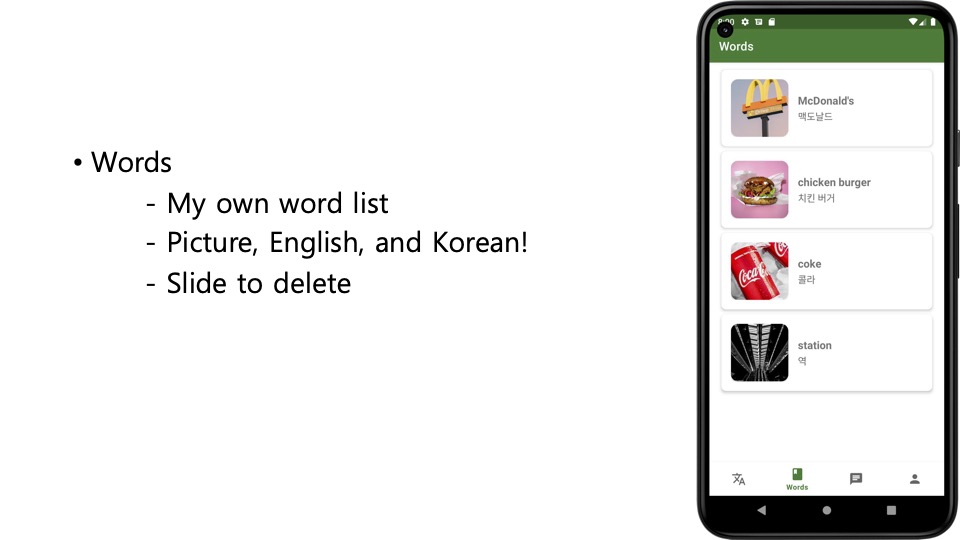 • Words
- My own word list
- Picture, English, and Korean!
- Slide to delete
8:00
Words
McDonald's
맥도날드
chicken burger
치킨 버거
Coca
coke
콜라
station
역
Words